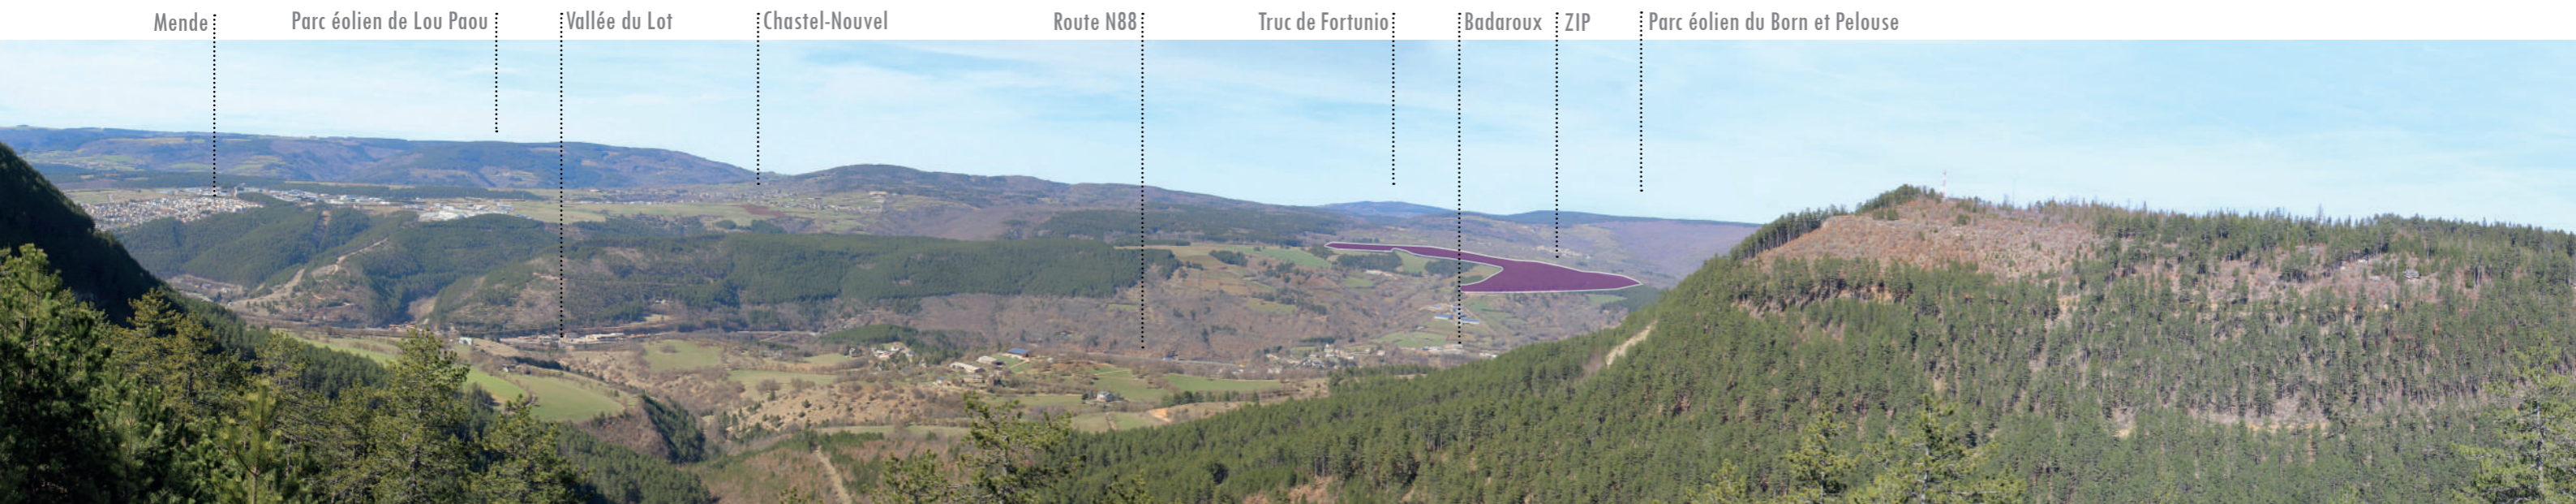 Mende
Parc éolien de Lou Paou
Vallée du Lot
Chastel-Nouvel
Route N88
Truc de Fortunio
Badaroux
ZIP
Parc éolien du Born et Pelouse